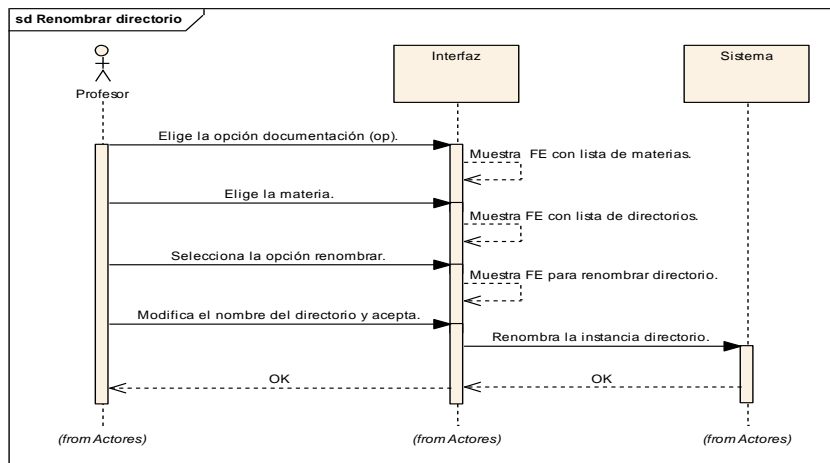 sd Renombrar directorio
Profesor
Interfaz
Sistema
Elige la opción documentación (op).
Muestra FE con lista de materias.
Elige la materia.
Muestra FE con lista de directorios.
Selecciona la opción renombrar.
Muestra FE para renombrar directorio.
Modifica el nombre del directorio y acepta.
Renombra la instancia directorio.
OK
OK
(from Actores)
(from Actores)
(from Actores)